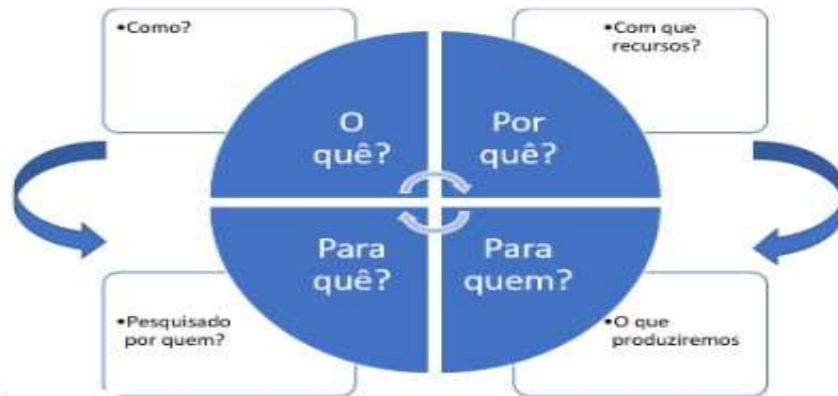 •Como?
•Com que
recursos?
O
quê?
Por
quê?
Para
quê?
Para
quem?
•Pesquisado
por quem?
•O que
produziremos